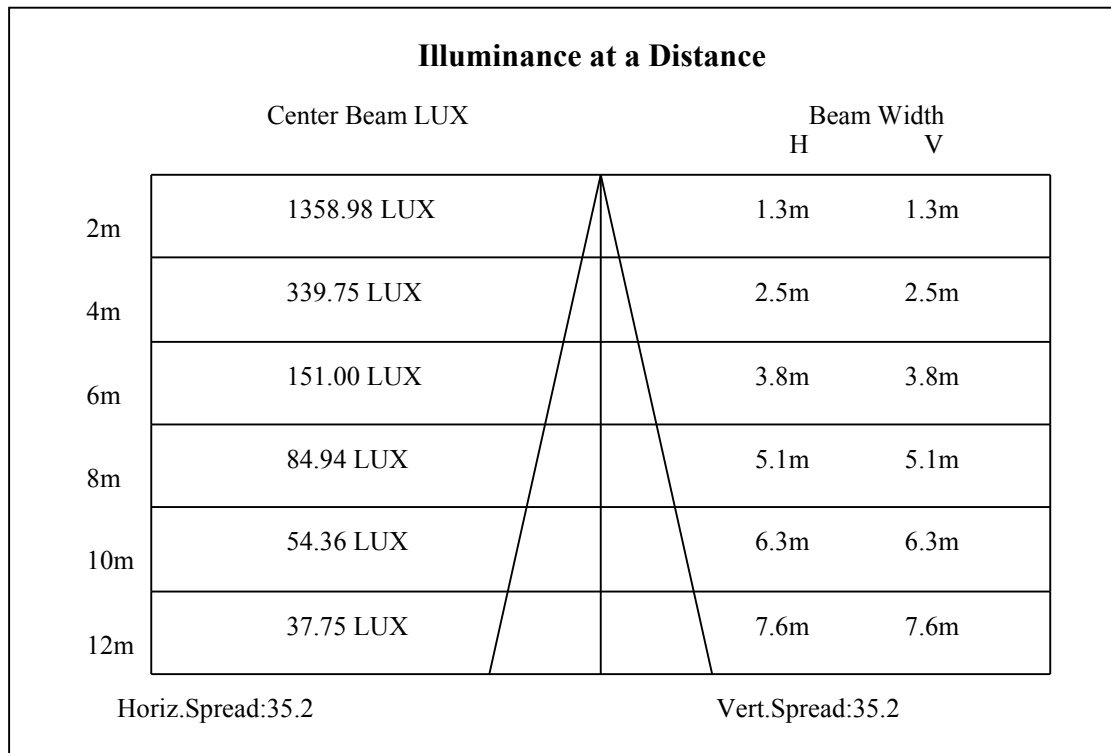 Illuminance at a Distance
Center Beam LUX Beam Width
H V
2m 1358.98 LUX 1.3m 1.3m
4m 339.75 LUX 2.5m 2.5m
6m 151.00 LUX 3.8m 3.8m
8m 84.94 LUX 5.1m 5.1m
10m 54.36 LUX 6.3m 6.3m
12m 37.75 LUX 7.6m 7.6m
Horiz.Spread:35.2 Vert.Spread:35.2